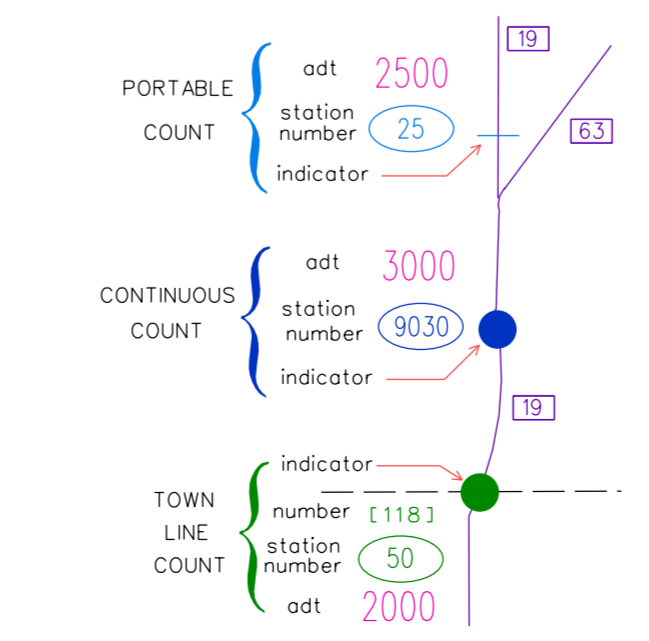 19
adt 2500
PORTABLE COUNT
station number 25
63
indicator
adt 3000
CONTINUOUS COUNT
station number 9030
indicator
19
indicator
TOWN LINE COUNT
number [118]
station number 50
adt 2000